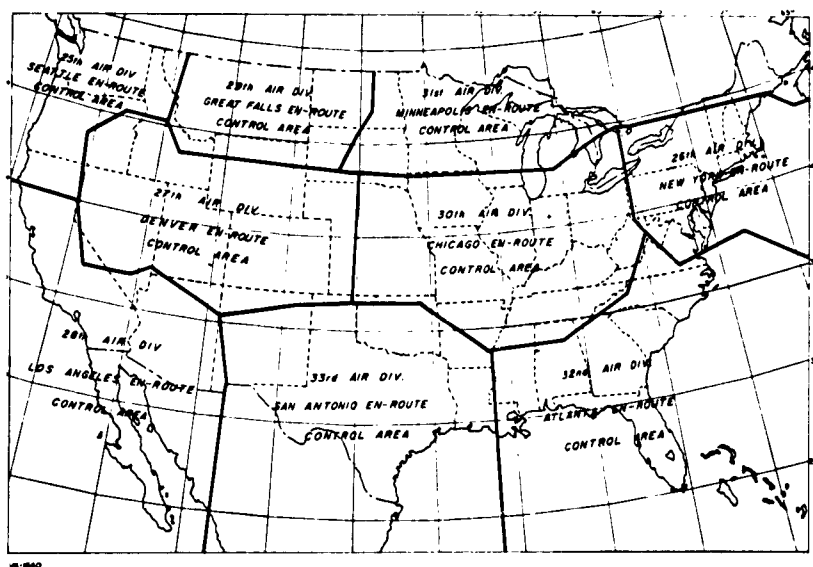 25th AIR DIV
SEATTLE EN-ROUTE
CONTROL AREA
29th AIR DIV
GREAT FALLS EN-ROUTE
CONTROL AREA
31st AIR DIV
MINNEAPOLIS EN-ROUTE
CONTROL AREA
26th AIR DIV
NEW YORK EN-ROUTE
CONTROL AREA
27th AIR DIV.
DENVER EN-ROUTE
CONTROL AREA
30th AIR DIV
CHICAGO EN-ROUTE
CONTROL AREA
28th AIR DIV
LOS ANGELES EN-ROUTE
CONTROL AREA
33rd AIR DIV.
SAN ANTONIO EN-ROUTE
CONTROL AREA
32nd AIR DIV.
ATLANTA EN-ROUTE
CONTROL AREA